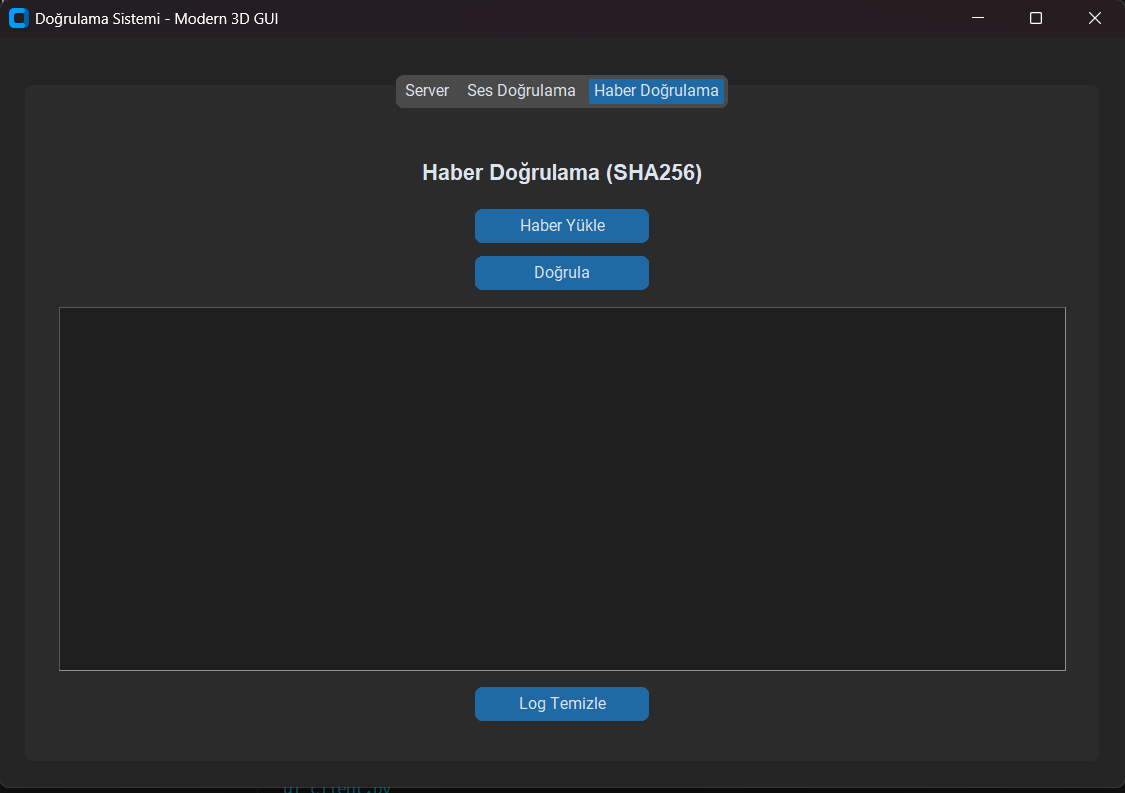 Doğrulama Sistemi - Modern 3D GUI
Server Ses Doğrulama Haber Doğrulama
Haber Doğrulama (SHA256)
Haber Yükle
Doğrula
Log Temizle